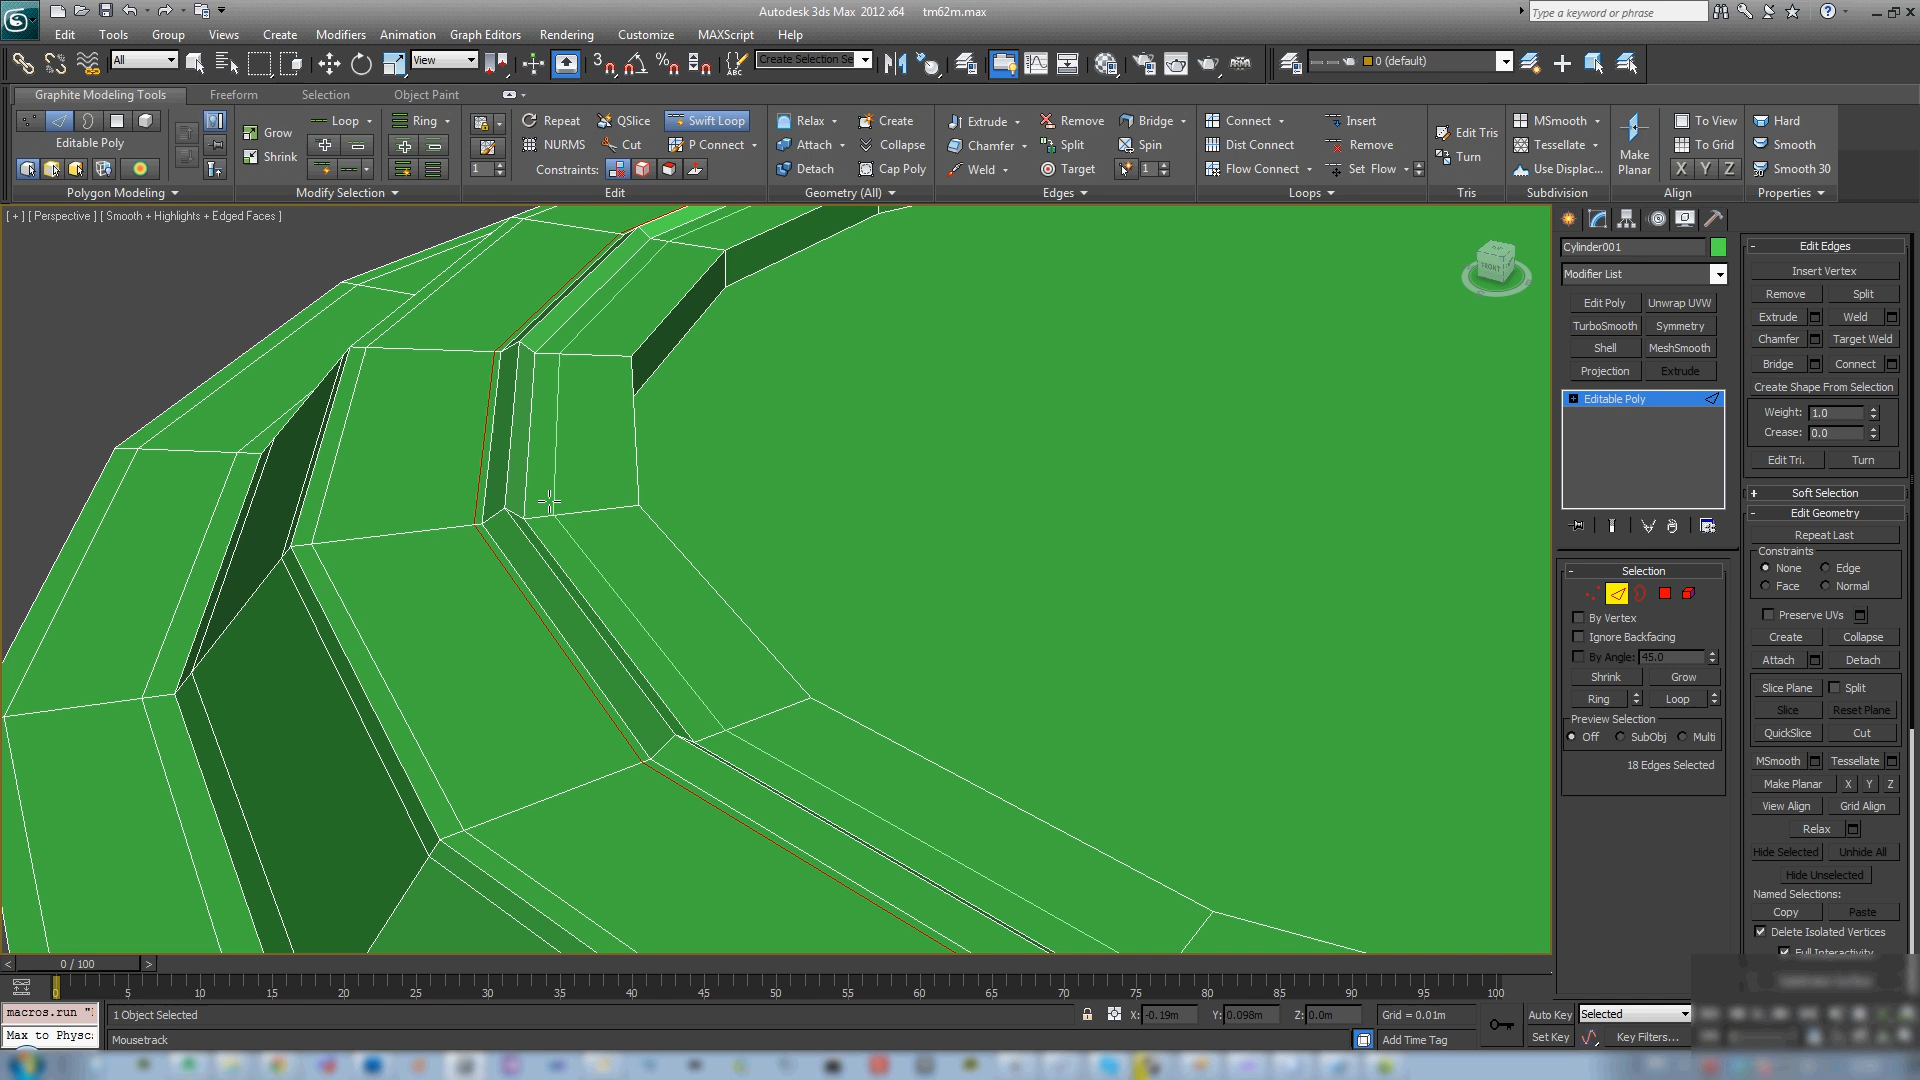 Autodesk 3ds Max 2012 x64 tm62m.max
Type a keyword or phrase
Edit Tools Group Views Create Modifiers Animation Graph Editors Rendering Customize MAXScript Help
All View Create Selection Se 0 (default)
Graphite Modeling Tools Freeform Selection Object Paint
Loop Ring Repeat QSlice Swift Loop Relax Create Extrude Remove Bridge Connect Insert MSmooth To View Hard
Polygon Modeling
Editable Poly
Grow
Shrink
NURMS Cut P Connect Attach Collapse Chamfer Split Spin Dist Connect Remove Edit Tris Tessellate To Grid Smooth
Constraints: Detach Cap Poly Weld Target 1 Flow Connect Set Flow Turn Use Displac... Make Planar X Y Z Smooth 30
1
Modify Selection Edit Geometry (All) Edges Loops Tris Subdivision Align Properties
[ + ] [ Perspective ] [ Smooth + Highlights + Edged Faces ]
FRONT
Cylinder001
Modifier List
Edit Poly Unwrap UVW
TurboSmooth Symmetry
Shell MeshSmooth
Projection Extrude
Editable Poly
- Selection
By Vertex
Ignore Backfacing
By Angle: 45.0
Shrink Grow
Ring Loop
Preview Selection
Off SubObj Multi
18 Edges Selected
- Edit Edges
Insert Vertex
Remove Split
Extrude Weld
Chamfer Target Weld
Bridge Connect
Create Shape From Selection
Weight: 1.0
Crease: 0.0
Edit Tri. Turn
+ Soft Selection
- Edit Geometry
Repeat Last
Constraints
None Edge
Face Normal
Preserve UVs
Create Collapse
Attach Detach
Slice Plane Split
Slice Reset Plane
QuickSlice Cut
MSmooth Tessellate
Make Planar X Y Z
View Align Grid Align
Relax
Hide Selected Unhide All
Hide Unselected
Named Selections:
Copy Paste
Delete Isolated Vertices
Full Interactivity
< 0 / 100 >
0 5 10 15 20 25 30 35 40 45 50 55 60 65 70 75 80 85 90 95 100
macros.run "
1 Object Selected X: -0.19m Y: 0.098m Z: 0.0m Grid = 0.01m Auto Key Selected
Max to Physc:
Mousetrack Add Time Tag Set Key Key Filters...